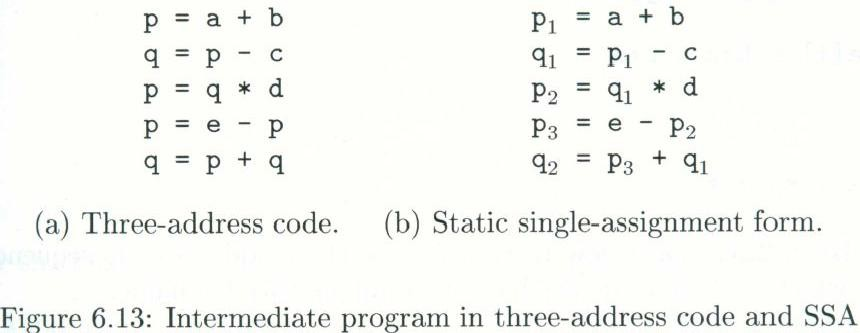 p = a + b
q = p - c
p = q * d
p = e - p
q = p + q
(a) Three-address code.
p₁ = a + b
q₁ = p₁ - c
p₂ = q₁ * d
p₃ = e - p₂
q₂ = p₃ + q₁
(b) Static single-assignment form.
Figure 6.13: Intermediate program in three-address code and SSA